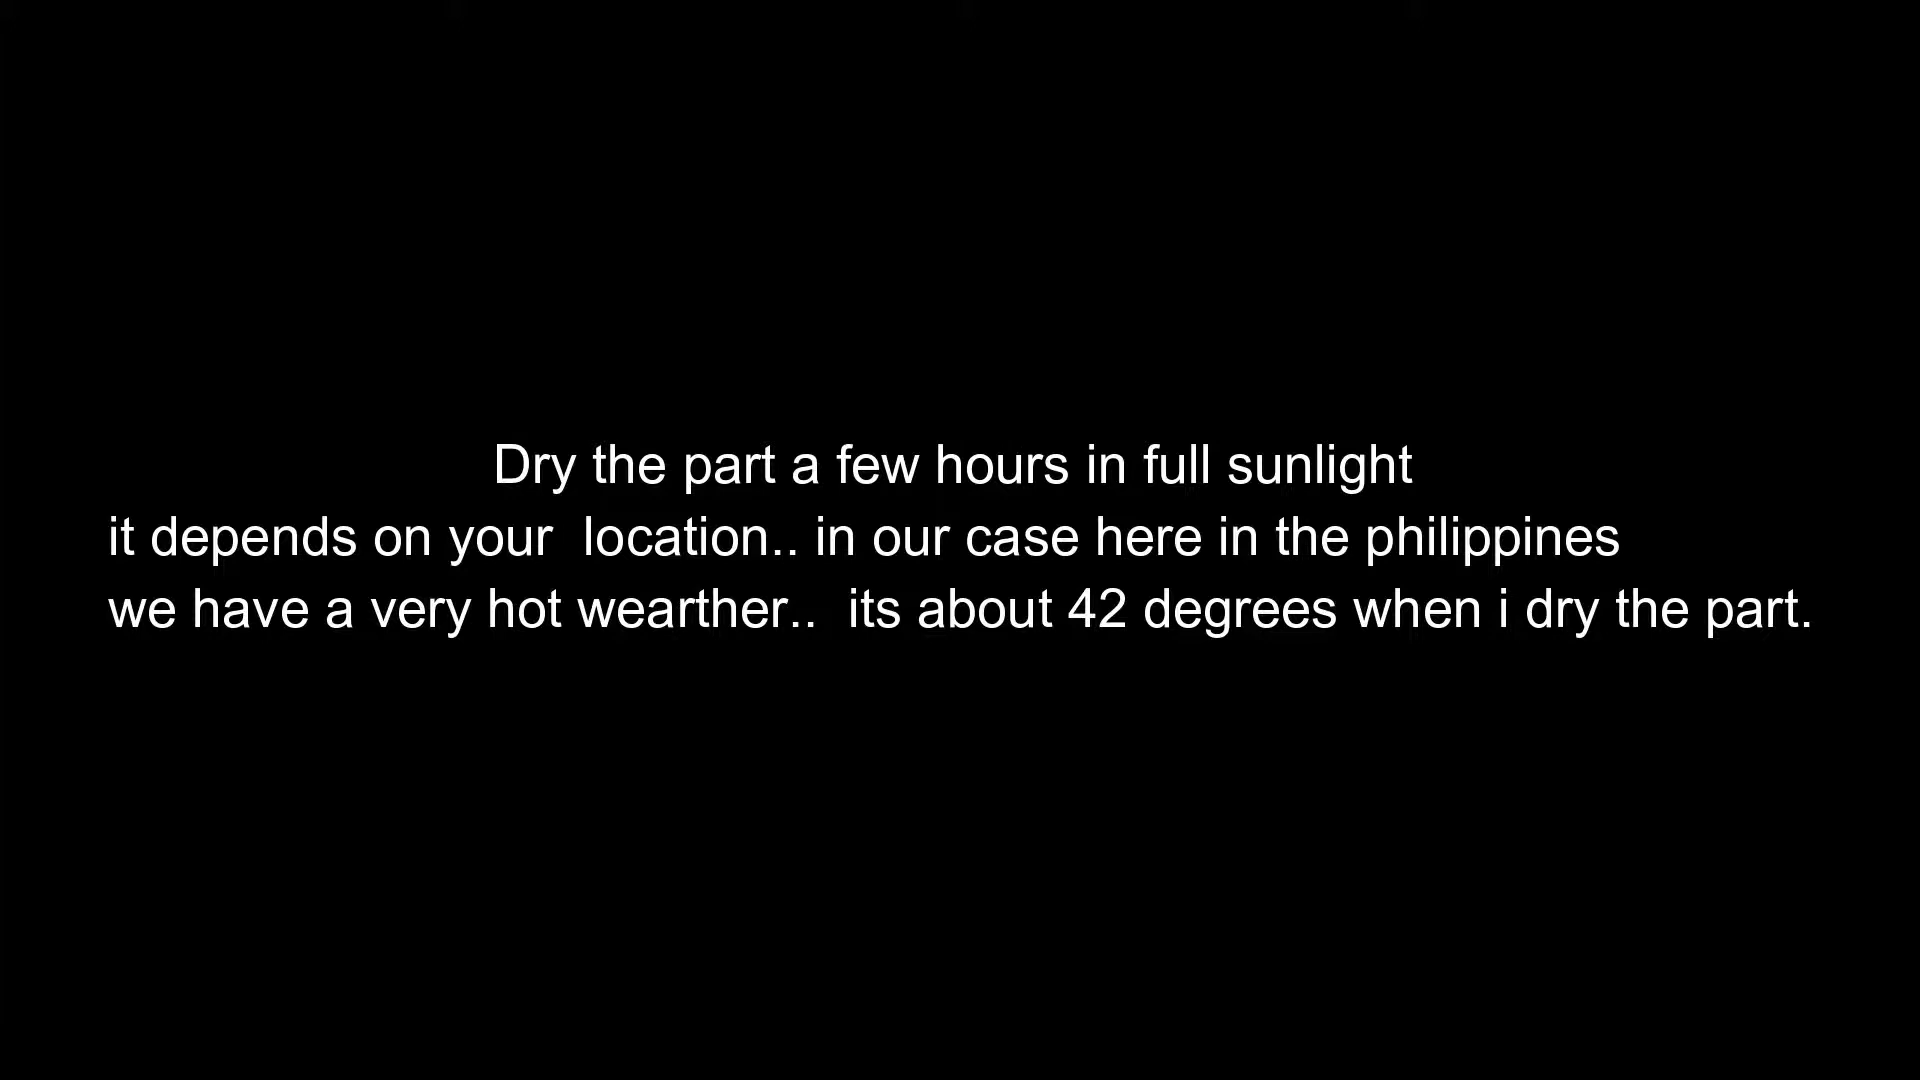 Dry the part a few hours in full sunlight
it depends on your  location.. in our case here in the philippines
we have a very hot wearther..  its about 42 degrees when i dry the part.